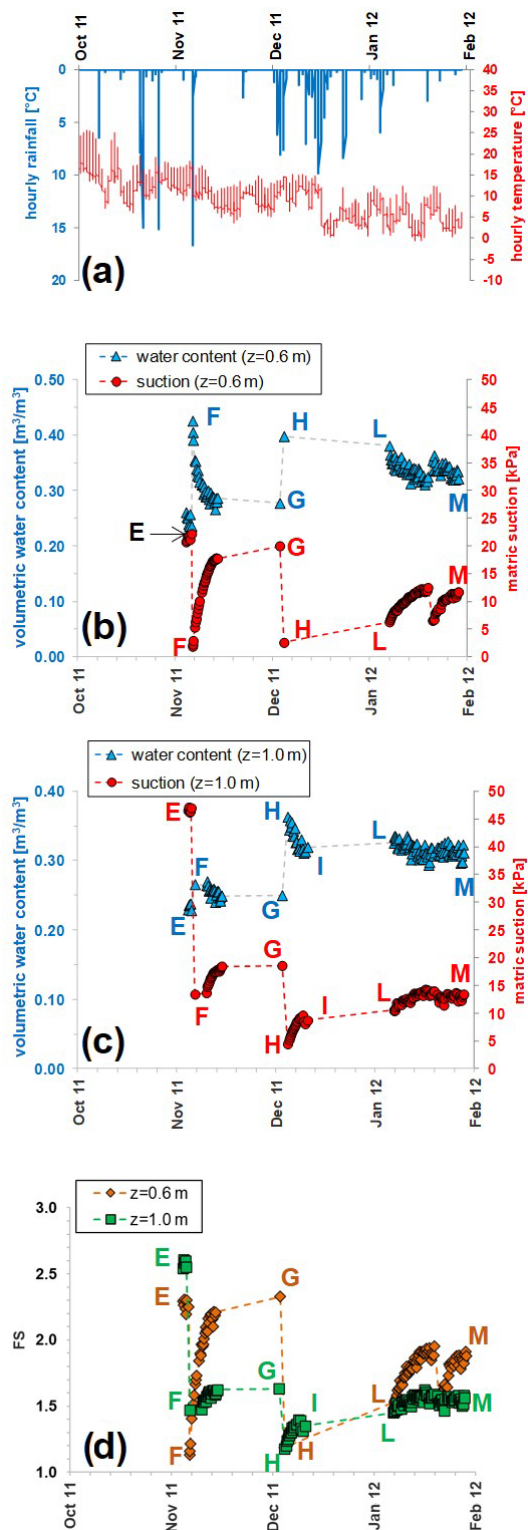 Oct 11
Nov 11
Dec 11
Jan 12
Feb 12
0
5
10
15
20
hourly rainfall [°C]
40
35
30
25
20
15
10
5
0
-5
-10
hourly temperature [°C]
(a)
water content (z=0.6 m)
suction (z=0.6 m)
0.50
0.40
0.30
0.20
0.10
0.00
volumetric water content [m³/m³]
50
45
40
35
30
25
20
15
10
5
0
matric suction [kPa]
F
H
L
G
M
E
G
M
F
H
L
(b)
Oct 11
Nov 11
Dec 11
Jan 12
Feb 12
water content (z=1.0 m)
suction (z=1.0 m)
0.40
0.30
0.20
0.10
0.00
volumetric water content [m³/m³]
50
45
40
35
30
25
20
15
10
5
0
matric suction [kPa]
E
H
F
L
I
M
E
G
G
M
L
I
F
H
(c)
Oct 11
Nov 11
Dec 11
Jan 12
Feb 12
z=0.6 m
z=1.0 m
3.0
2.5
2.0
1.5
1.0
FS
E
E
G
G
M
F
I
L
M
L
F
H
H
(d)
Oct 11
Nov 11
Dec 11
Jan 12
Feb 12